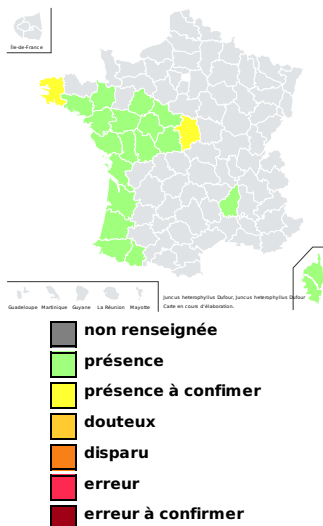 Île-de-France
Guadeloupe Martinique Guyane La Réunion Mayotte
Juncus heterophyllus Dufour, Juncus heterophyllus Dufour
Carte en cours d'élaboration.
non renseignée
présence
présence à confimer
douteux
disparu
erreur
erreur à confirmer